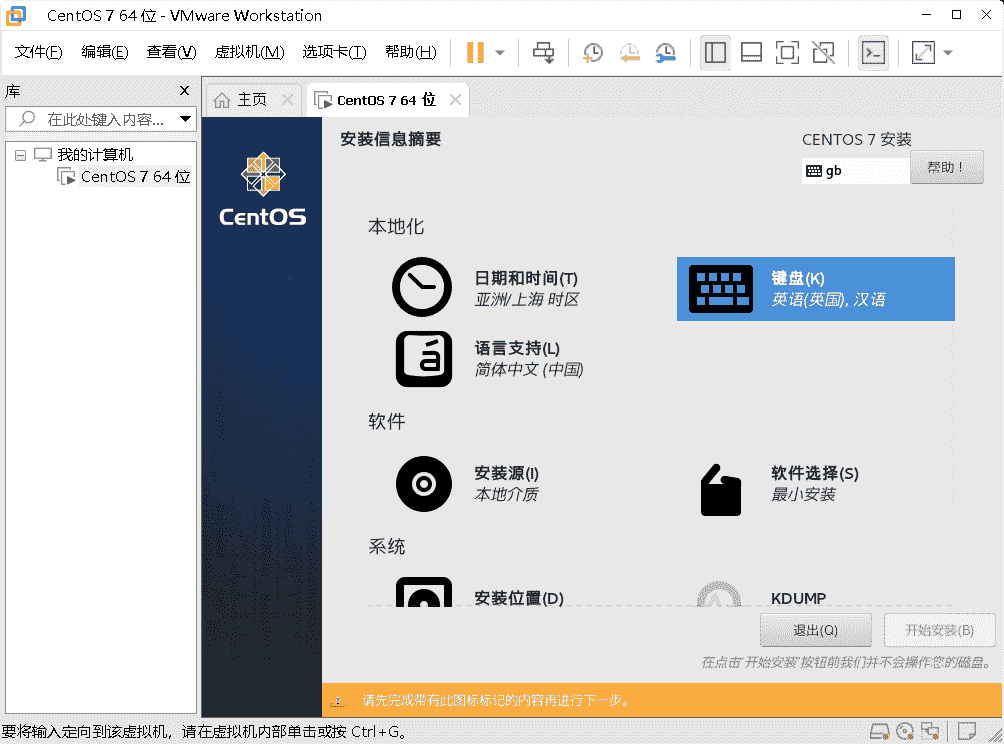 CentOS 7 64 位 - VMware Workstation
文件(F) 编辑(E) 查看(V) 虚拟机(M) 选项卡(T) 帮助(H)
库
在此处键入内容...
我的计算机
CentOS 7 64 位
主页
CentOS 7 64 位
CentOS
安装信息摘要
CENTOS 7 安装
gb
帮助！
本地化
日期和时间(T)
亚洲/上海 时区
键盘(K)
英语(英国), 汉语
语言支持(L)
简体中文 (中国)
软件
安装源(I)
本地介质
软件选择(S)
最小安装
系统
安装位置(D)
KDUMP
退出(Q)
开始安装(B)
在点击"开始安装"按钮前我们并不会操作您的磁盘。
请先完成带有此图标标记的内容再进行下一步。
要将输入定向到该虚拟机，请在虚拟机内部单击或按 Ctrl+G。